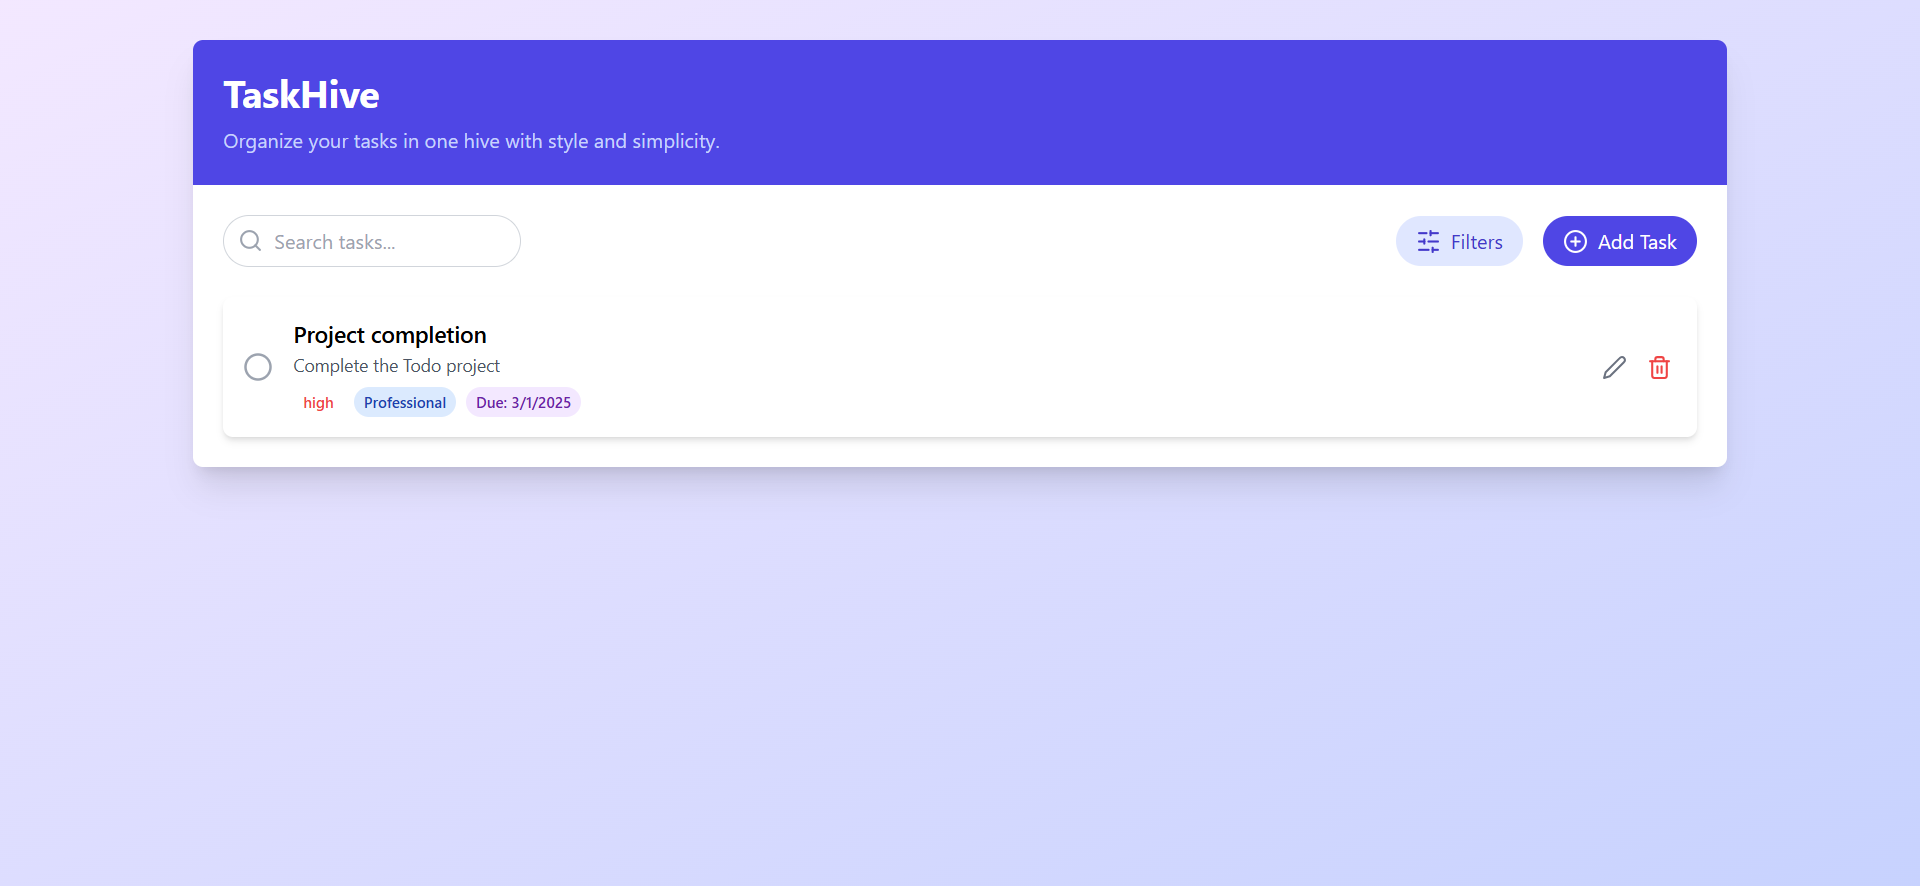 TaskHive
Organize your tasks in one hive with style and simplicity.
Search tasks...
Filters
Add Task
Project completion
Complete the Todo project
high
Professional
Due: 3/1/2025